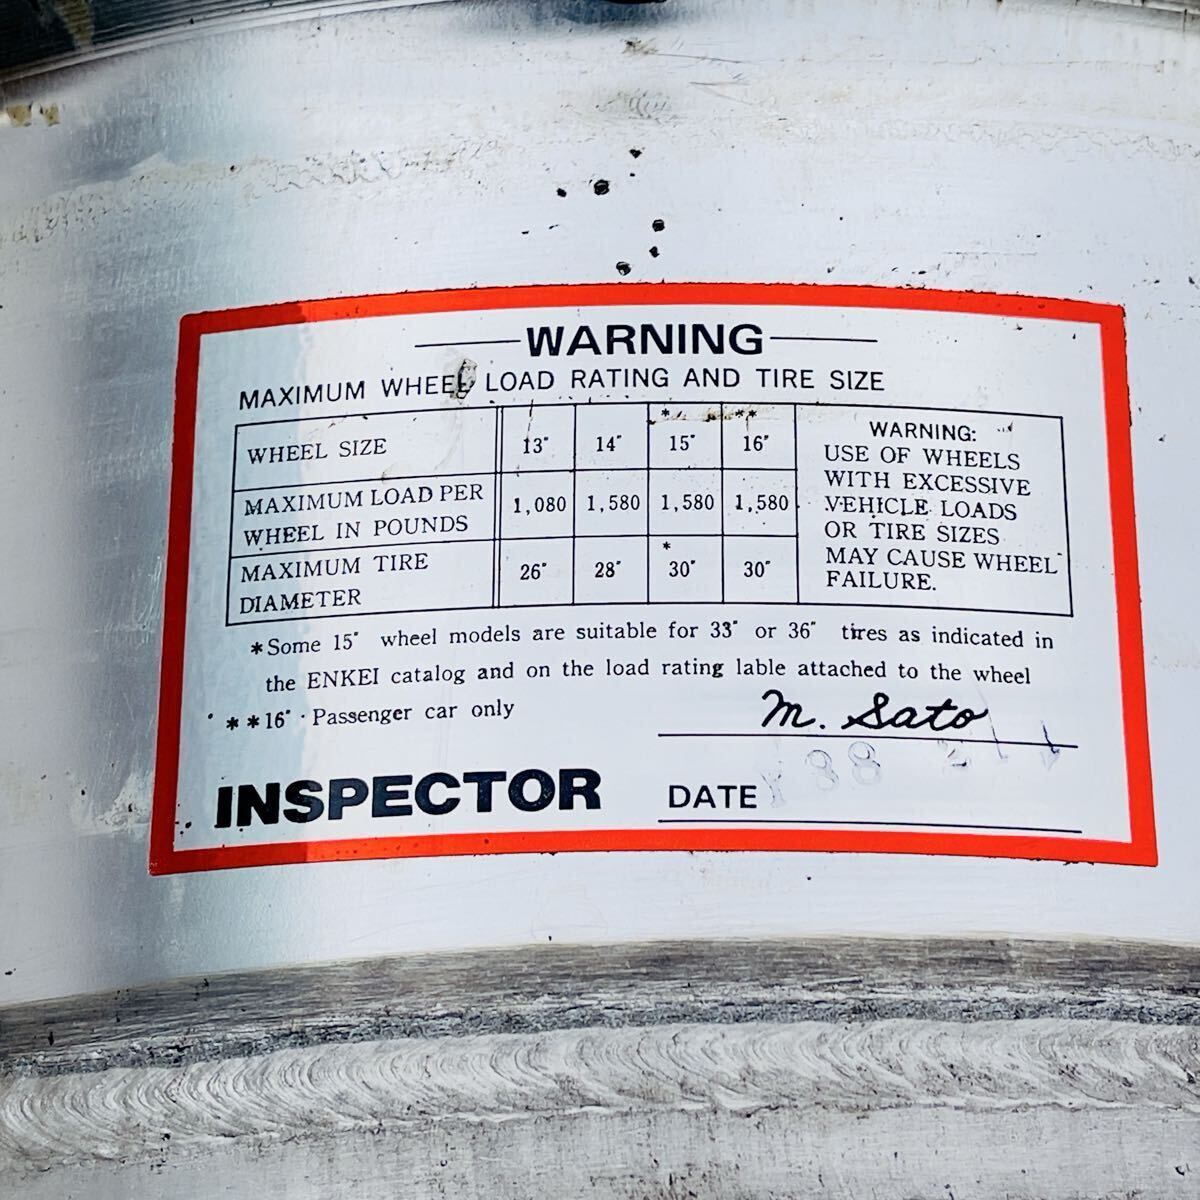 WARNING
MAXIMUM WHEEL LOAD RATING AND TIRE SIZE
WHEEL SIZE 13" 14" *15" **16"
MAXIMUM LOAD PER WHEEL IN POUNDS 1,080 1,580 1,580 1,580
MAXIMUM TIRE DIAMETER 26" 28" *30" 30"
WARNING:
USE OF WHEELS
WITH EXCESSIVE
VEHICLE LOADS
OR TIRE SIZES
MAY CAUSE WHEEL
FAILURE.
*Some 15" wheel models are suitable for 33" or 36" tires as indicated in
the ENKEI catalog and on the load rating lable attached to the wheel
**16" · Passenger car only
M. Sato
INSPECTOR DATE 88